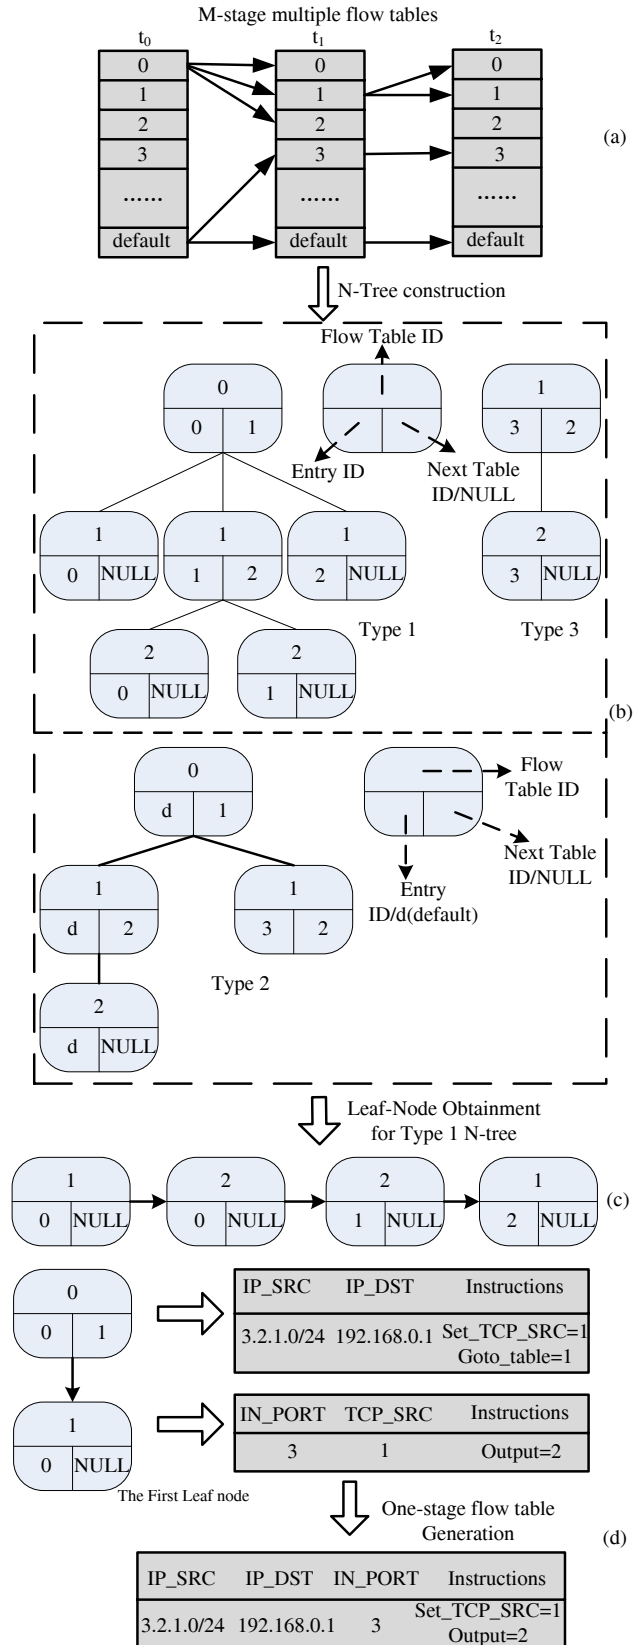 M-stage multiple flow tables
t0 t1 t2
0 0 0
1 1 1
2 2 2
3 3 3
...... ...... ......
default default default
(a)
N-Tree construction
Flow Table ID
0
0 1
Entry ID
Next Table
ID/NULL
1
3 2
1
0 NULL
1
1 2
1
2 NULL
2
3 NULL
Type 1
Type 3
2
0 NULL
2
1 NULL
(b)
0
d 1
Flow
Table ID
Next Table
ID/NULL
Entry
ID/d(default)
1
d 2
1
3 2
Type 2
2
d NULL
Leaf-Node Obtainment
for Type 1 N-tree
1
0 NULL
2
0 NULL
2
1 NULL
1
2 NULL
(c)
0
0 1
IP_SRC IP_DST Instructions
3.2.1.0/24 192.168.0.1 Set_TCP_SRC=1
Goto_table=1
1
0 NULL
The First Leaf node
IN_PORT TCP_SRC Instructions
3 1 Output=2
One-stage flow table
Generation
(d)
IP_SRC IP_DST IN_PORT Instructions
3.2.1.0/24 192.168.0.1 3 Set_TCP_SRC=1
Output=2